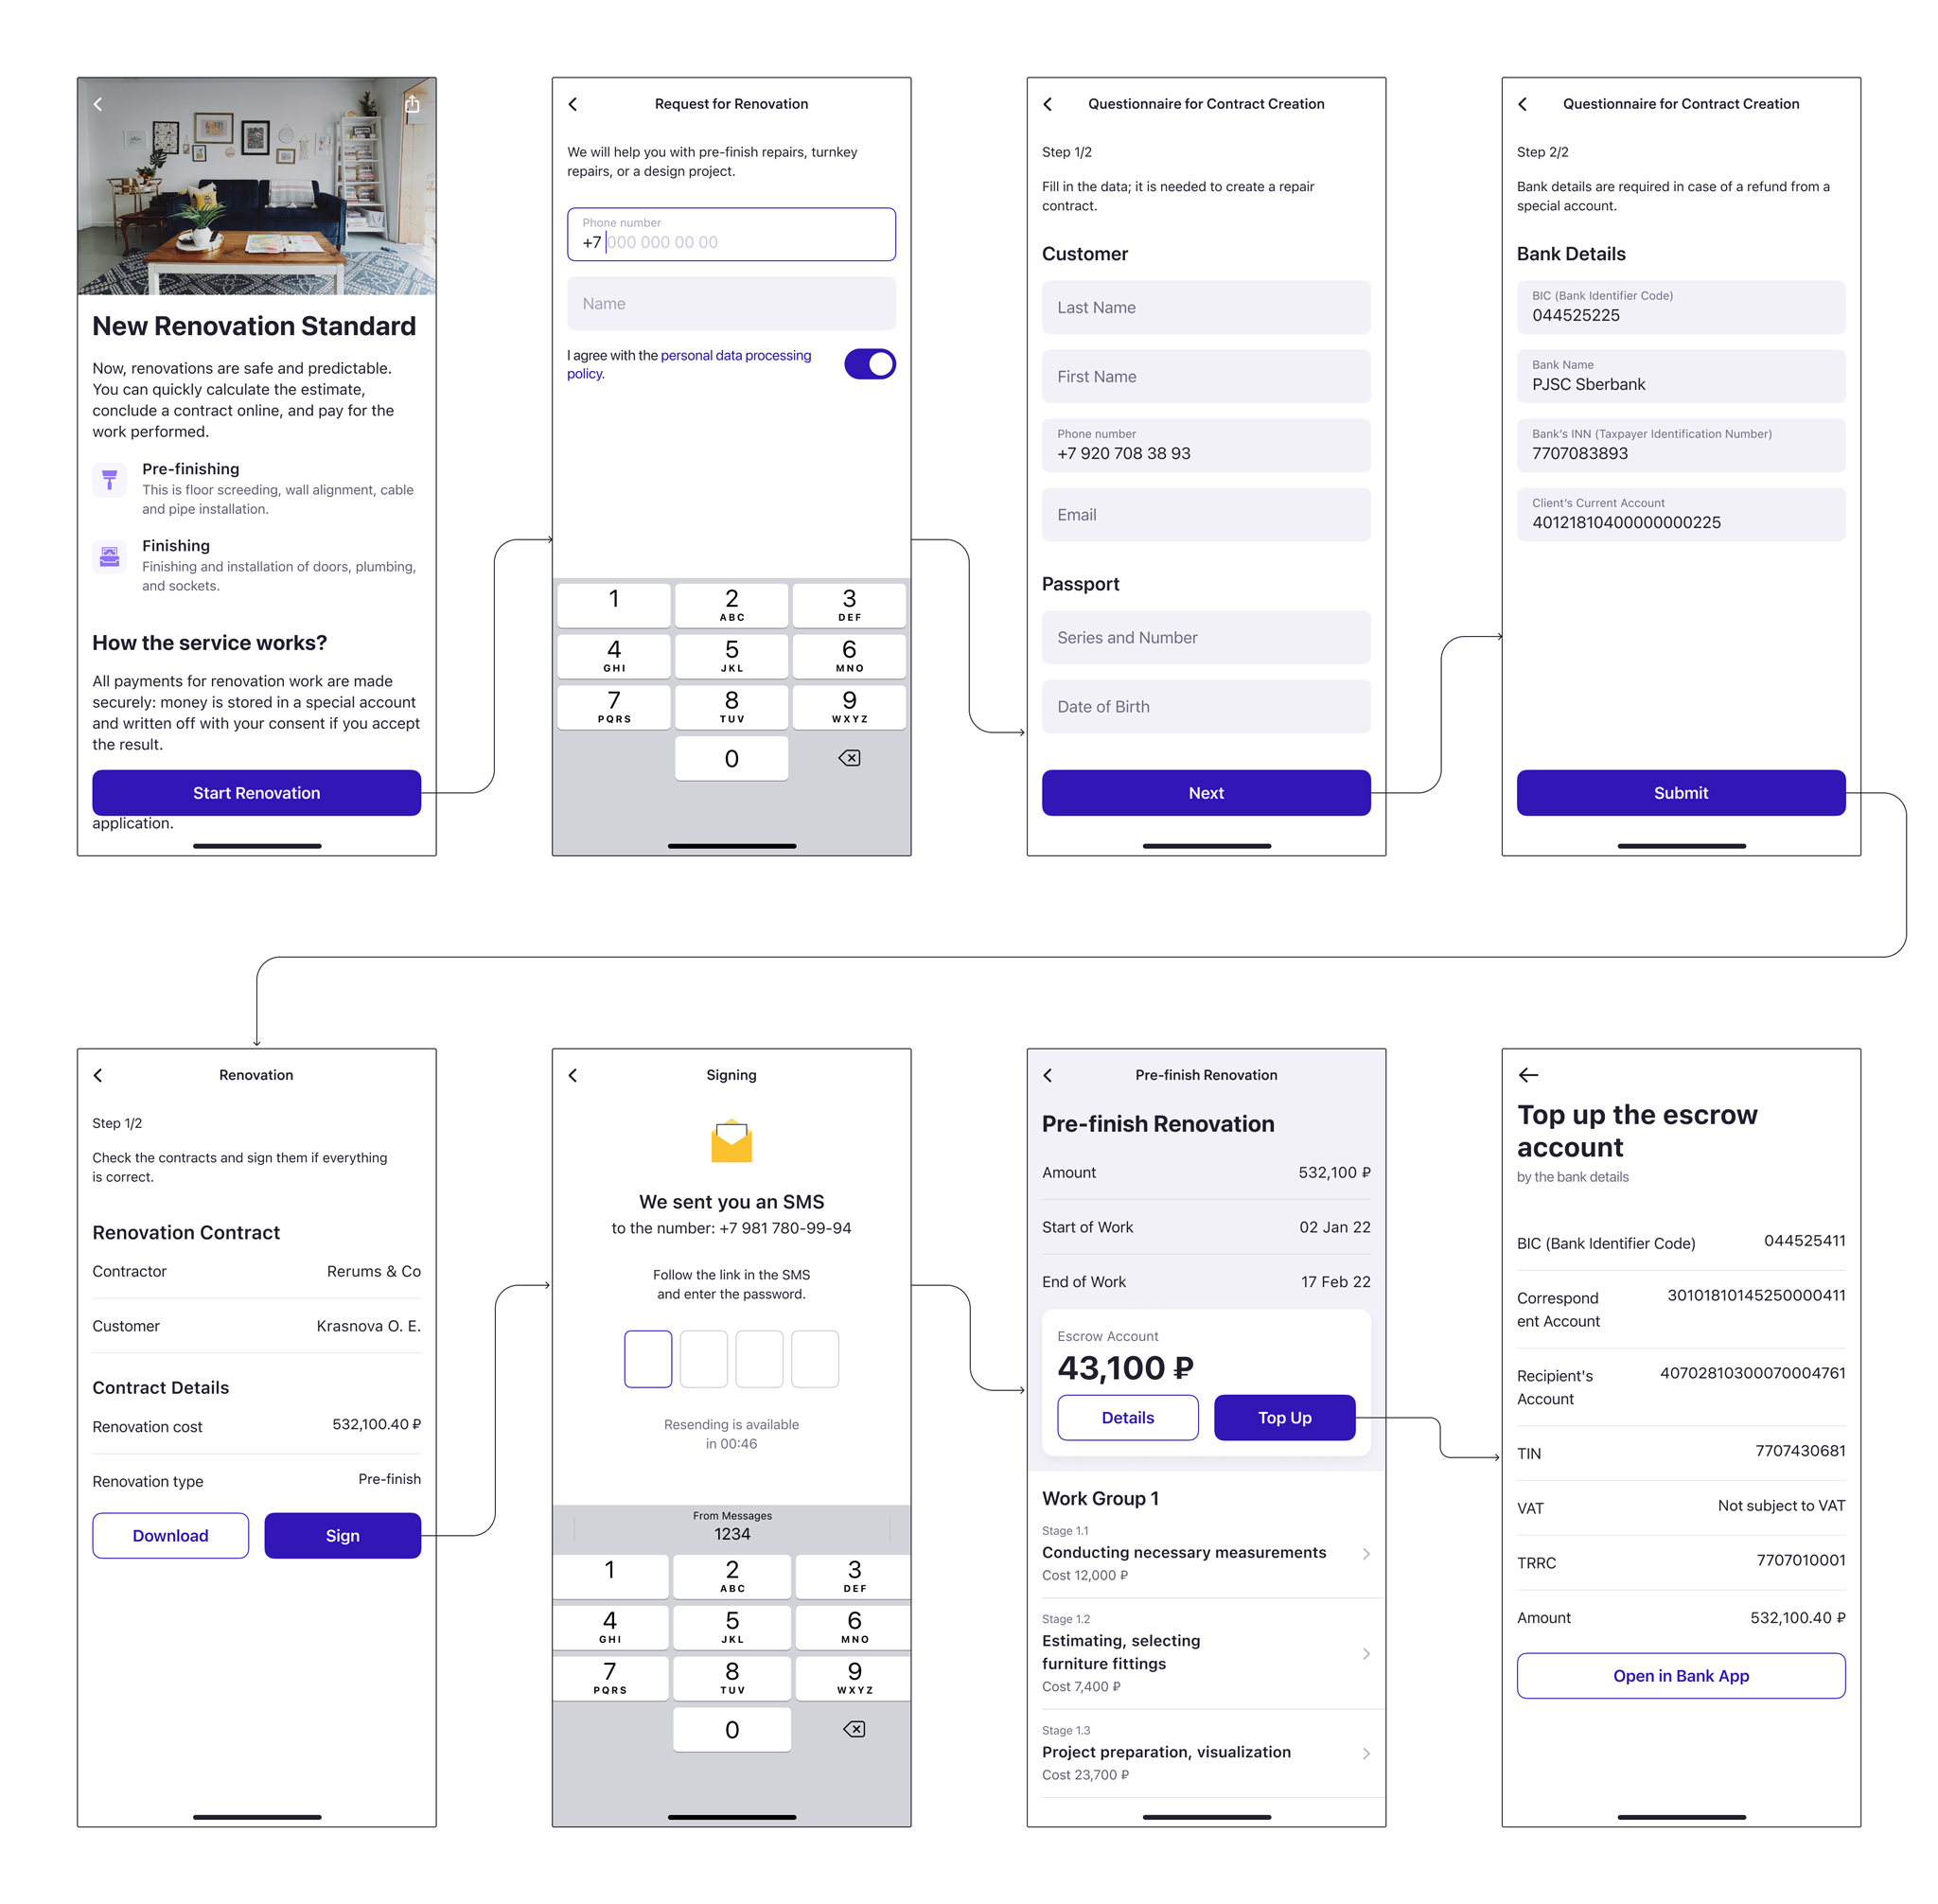 New Renovation Standard
Now, renovations are safe and predictable.
You can quickly calculate the estimate,
conclude a contract online, and pay for the
work performed.
Pre-finishing
This is floor screeding, wall alignment, cable
and pipe installation.
Finishing
Finishing and installation of doors, plumbing,
and sockets.
How the service works?
All payments for renovation work are made
securely: money is stored in a special account
and written off with your consent if you accept
the result.
Start Renovation
application.
Request for Renovation
We will help you with pre-finish repairs, turnkey
repairs, or a design project.
Phone number
+7 000 000 00 00
Name
I agree with the personal data processing
policy.
1
2
ABC
3
DEF
4
GHI
5
JKL
6
MNO
7
PQRS
8
TUV
9
WXYZ
0
Questionnaire for Contract Creation
Step 1/2
Fill in the data; it is needed to create a repair
contract.
Customer
Last Name
First Name
Phone number
+7 920 708 38 93
Email
Passport
Series and Number
Date of Birth
Next
Questionnaire for Contract Creation
Step 2/2
Bank details are required in case of a refund from a
special account.
Bank Details
BIC (Bank Identifier Code)
044525225
Bank Name
PJSC Sberbank
Bank's INN (Taxpayer Identification Number)
7707083893
Client's Current Account
40121810400000000225
Submit
Renovation
Step 1/2
Check the contracts and sign them if everything
is correct.
Renovation Contract
Contractor Rerums & Co
Customer Krasnova O. E.
Contract Details
Renovation cost 532,100.40 ₽
Renovation type Pre-finish
Download
Sign
Signing
We sent you an SMS
to the number: +7 981 780-99-94
Follow the link in the SMS
and enter the password.
Resending is available
in 00:46
From Messages
1234
1
2
ABC
3
DEF
4
GHI
5
JKL
6
MNO
7
PQRS
8
TUV
9
WXYZ
0
Pre-finish Renovation
Pre-finish Renovation
Amount 532,100 ₽
Start of Work 02 Jan 22
End of Work 17 Feb 22
Escrow Account
43,100 ₽
Details
Top Up
Work Group 1
Stage 1.1
Conducting necessary measurements
Cost 12,000 ₽
Stage 1.2
Estimating, selecting
furniture fittings
Cost 7,400 ₽
Stage 1.3
Project preparation, visualization
Cost 23,700 ₽
Top up the escrow
account
by the bank details
BIC (Bank Identifier Code) 044525411
Correspond 30101810145250000411
ent Account
Recipient's 40702810300070004761
Account
TIN 7707430681
VAT Not subject to VAT
TRRC 7707010001
Amount 532,100.40 ₽
Open in Bank App